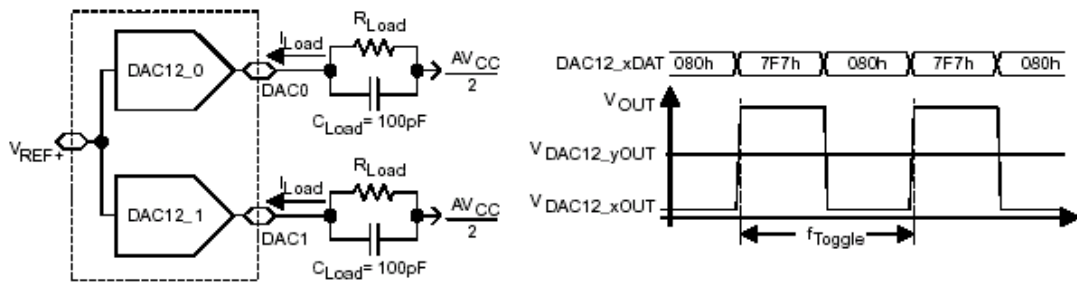 DAC12_0
DAC12_1
VREF+
ILoad
DAC0
RLoad
CLoad= 100pF
AVCC
2
ILoad
DAC1
RLoad
CLoad= 100pF
AVCC
2
DAC12_xDAT 080h 7F7h 080h 7F7h 080h
VOUT
VDAC12_yOUT
VDAC12_xOUT
fToggle